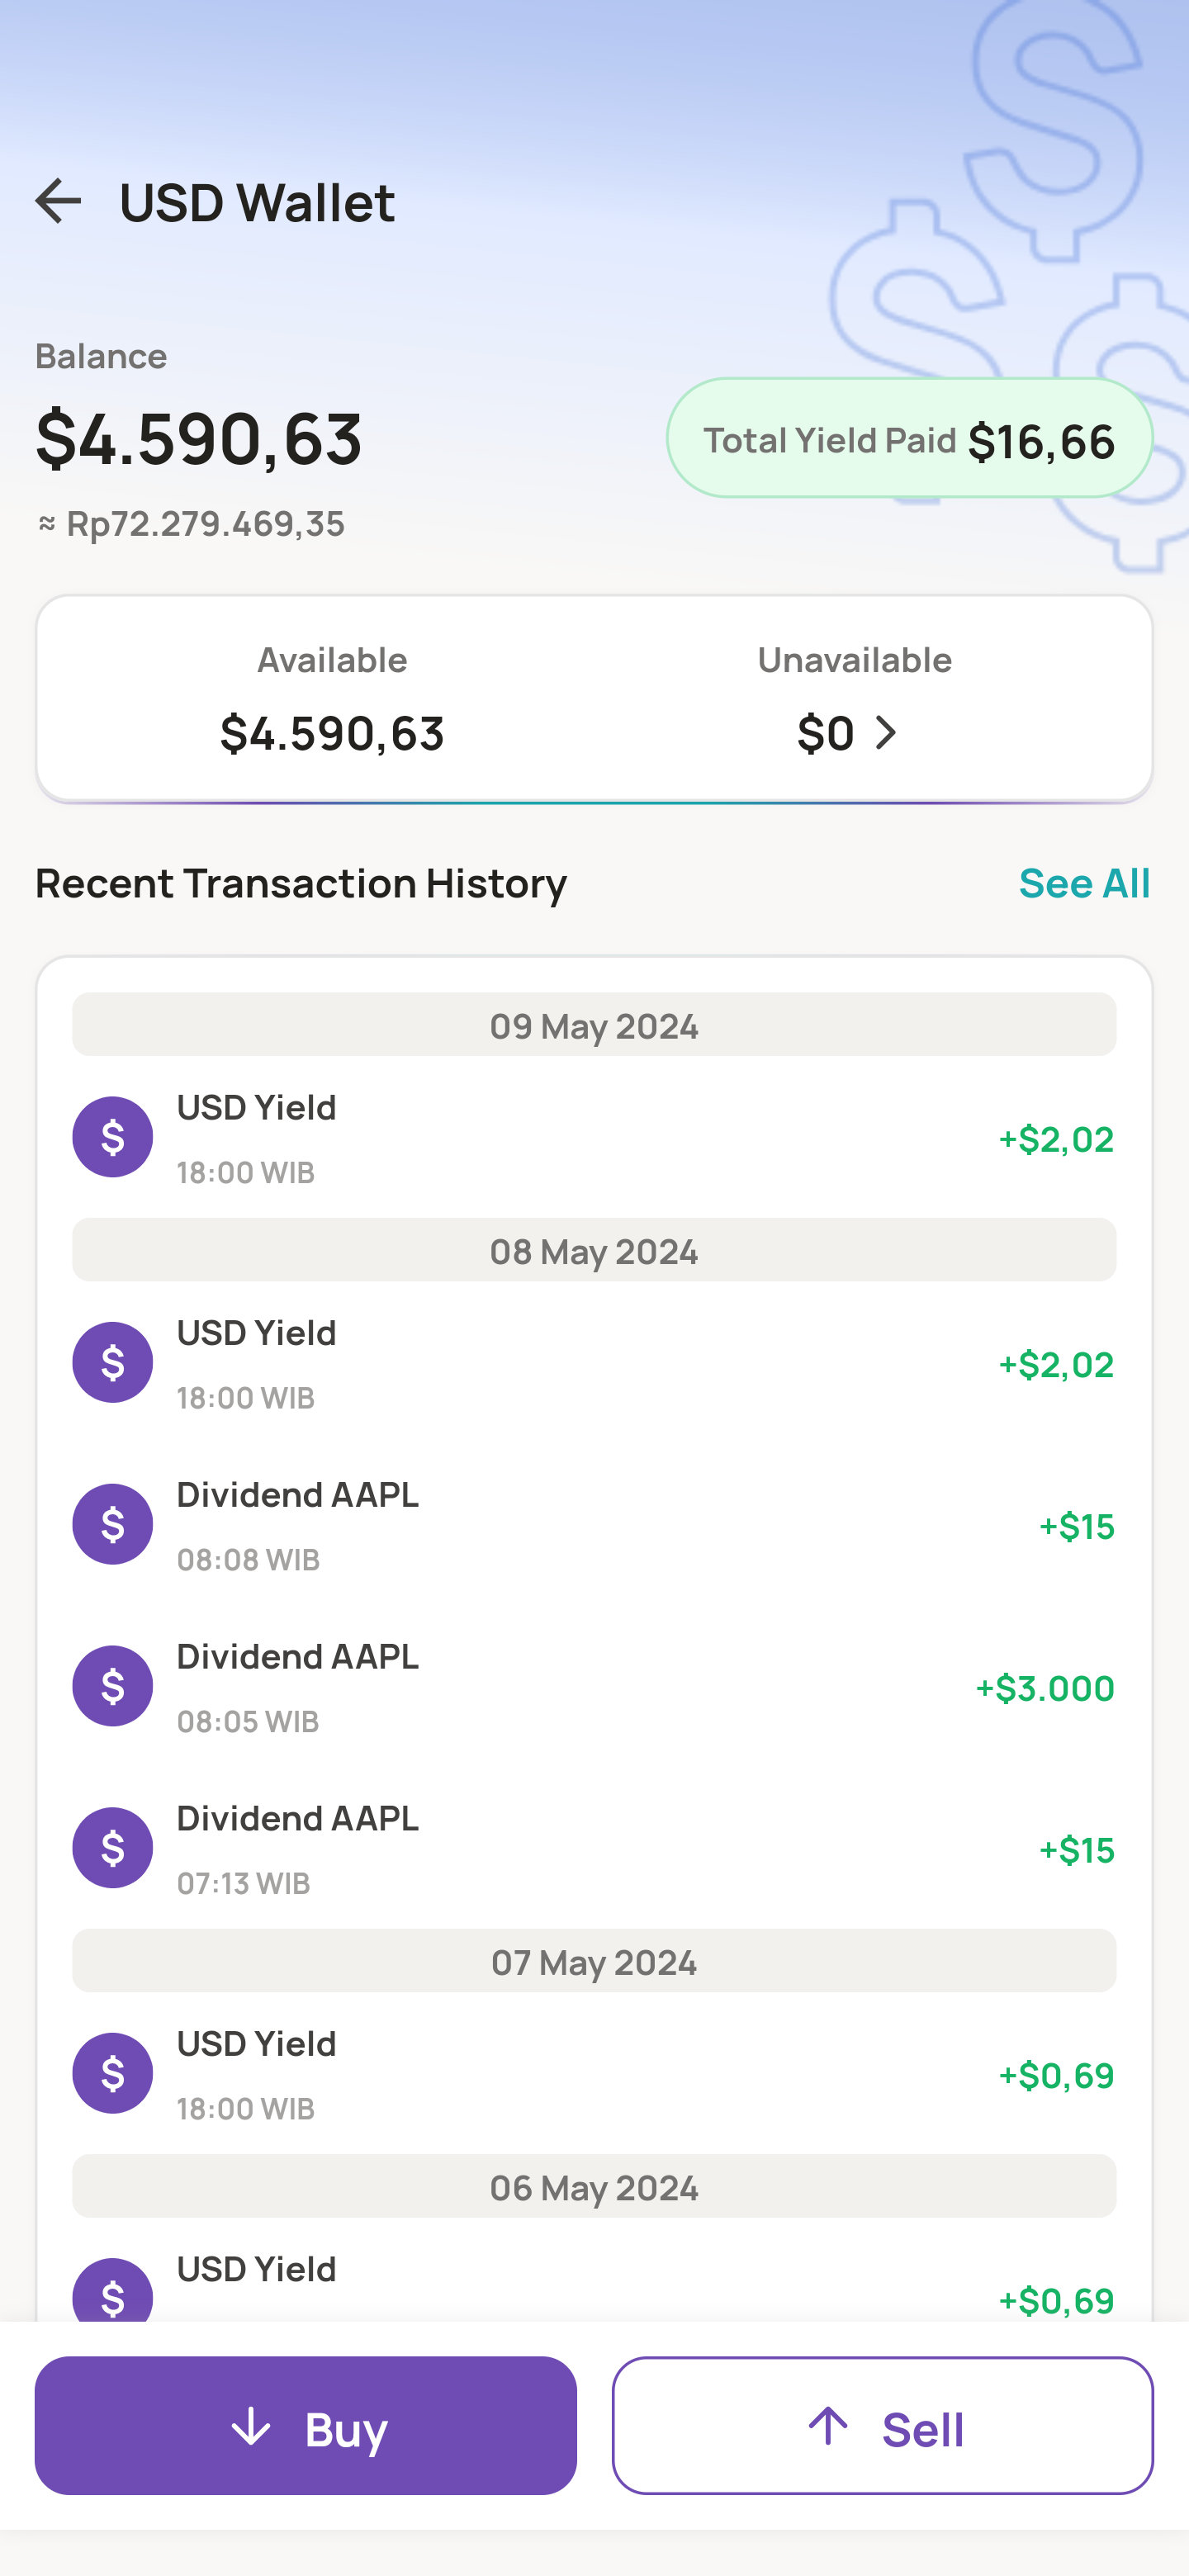 USD Wallet
Balance
$4.590,63
Total Yield Paid $16,66
≈ Rp72.279.469,35
Available
Unavailable
$4.590,63
$0
Recent Transaction History
See All
09 May 2024
USD Yield
+$2,02
18:00 WIB
08 May 2024
USD Yield
+$2,02
18:00 WIB
Dividend AAPL
+$15
08:08 WIB
Dividend AAPL
+$3.000
08:05 WIB
Dividend AAPL
+$15
07:13 WIB
07 May 2024
USD Yield
+$0,69
18:00 WIB
06 May 2024
USD Yield
+$0,69
Buy
Sell